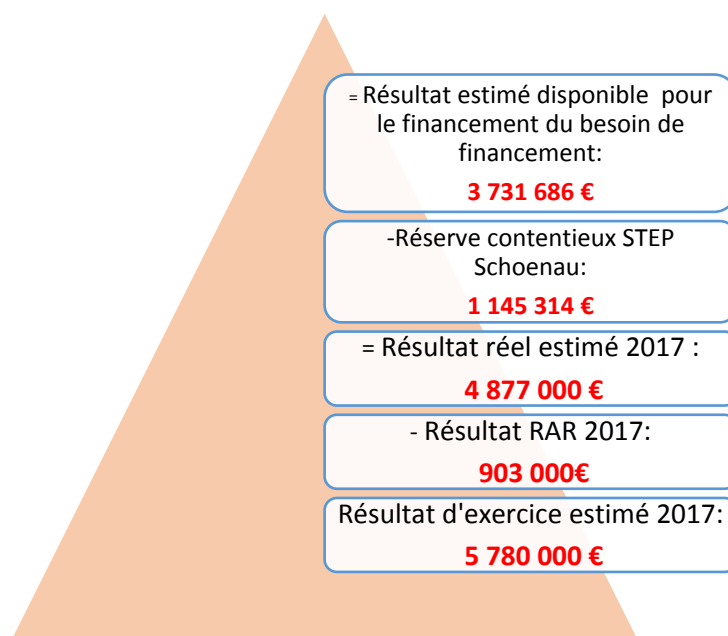 = Résultat estimé disponible pour
le financement du besoin de
financement:
3 731 686 €
-Réserve contentieux STEP
Schoenau:
1 145 314 €
= Résultat réel estimé 2017 :
4 877 000 €
- Résultat RAR 2017:
903 000€
Résultat d'exercice estimé 2017:
5 780 000 €